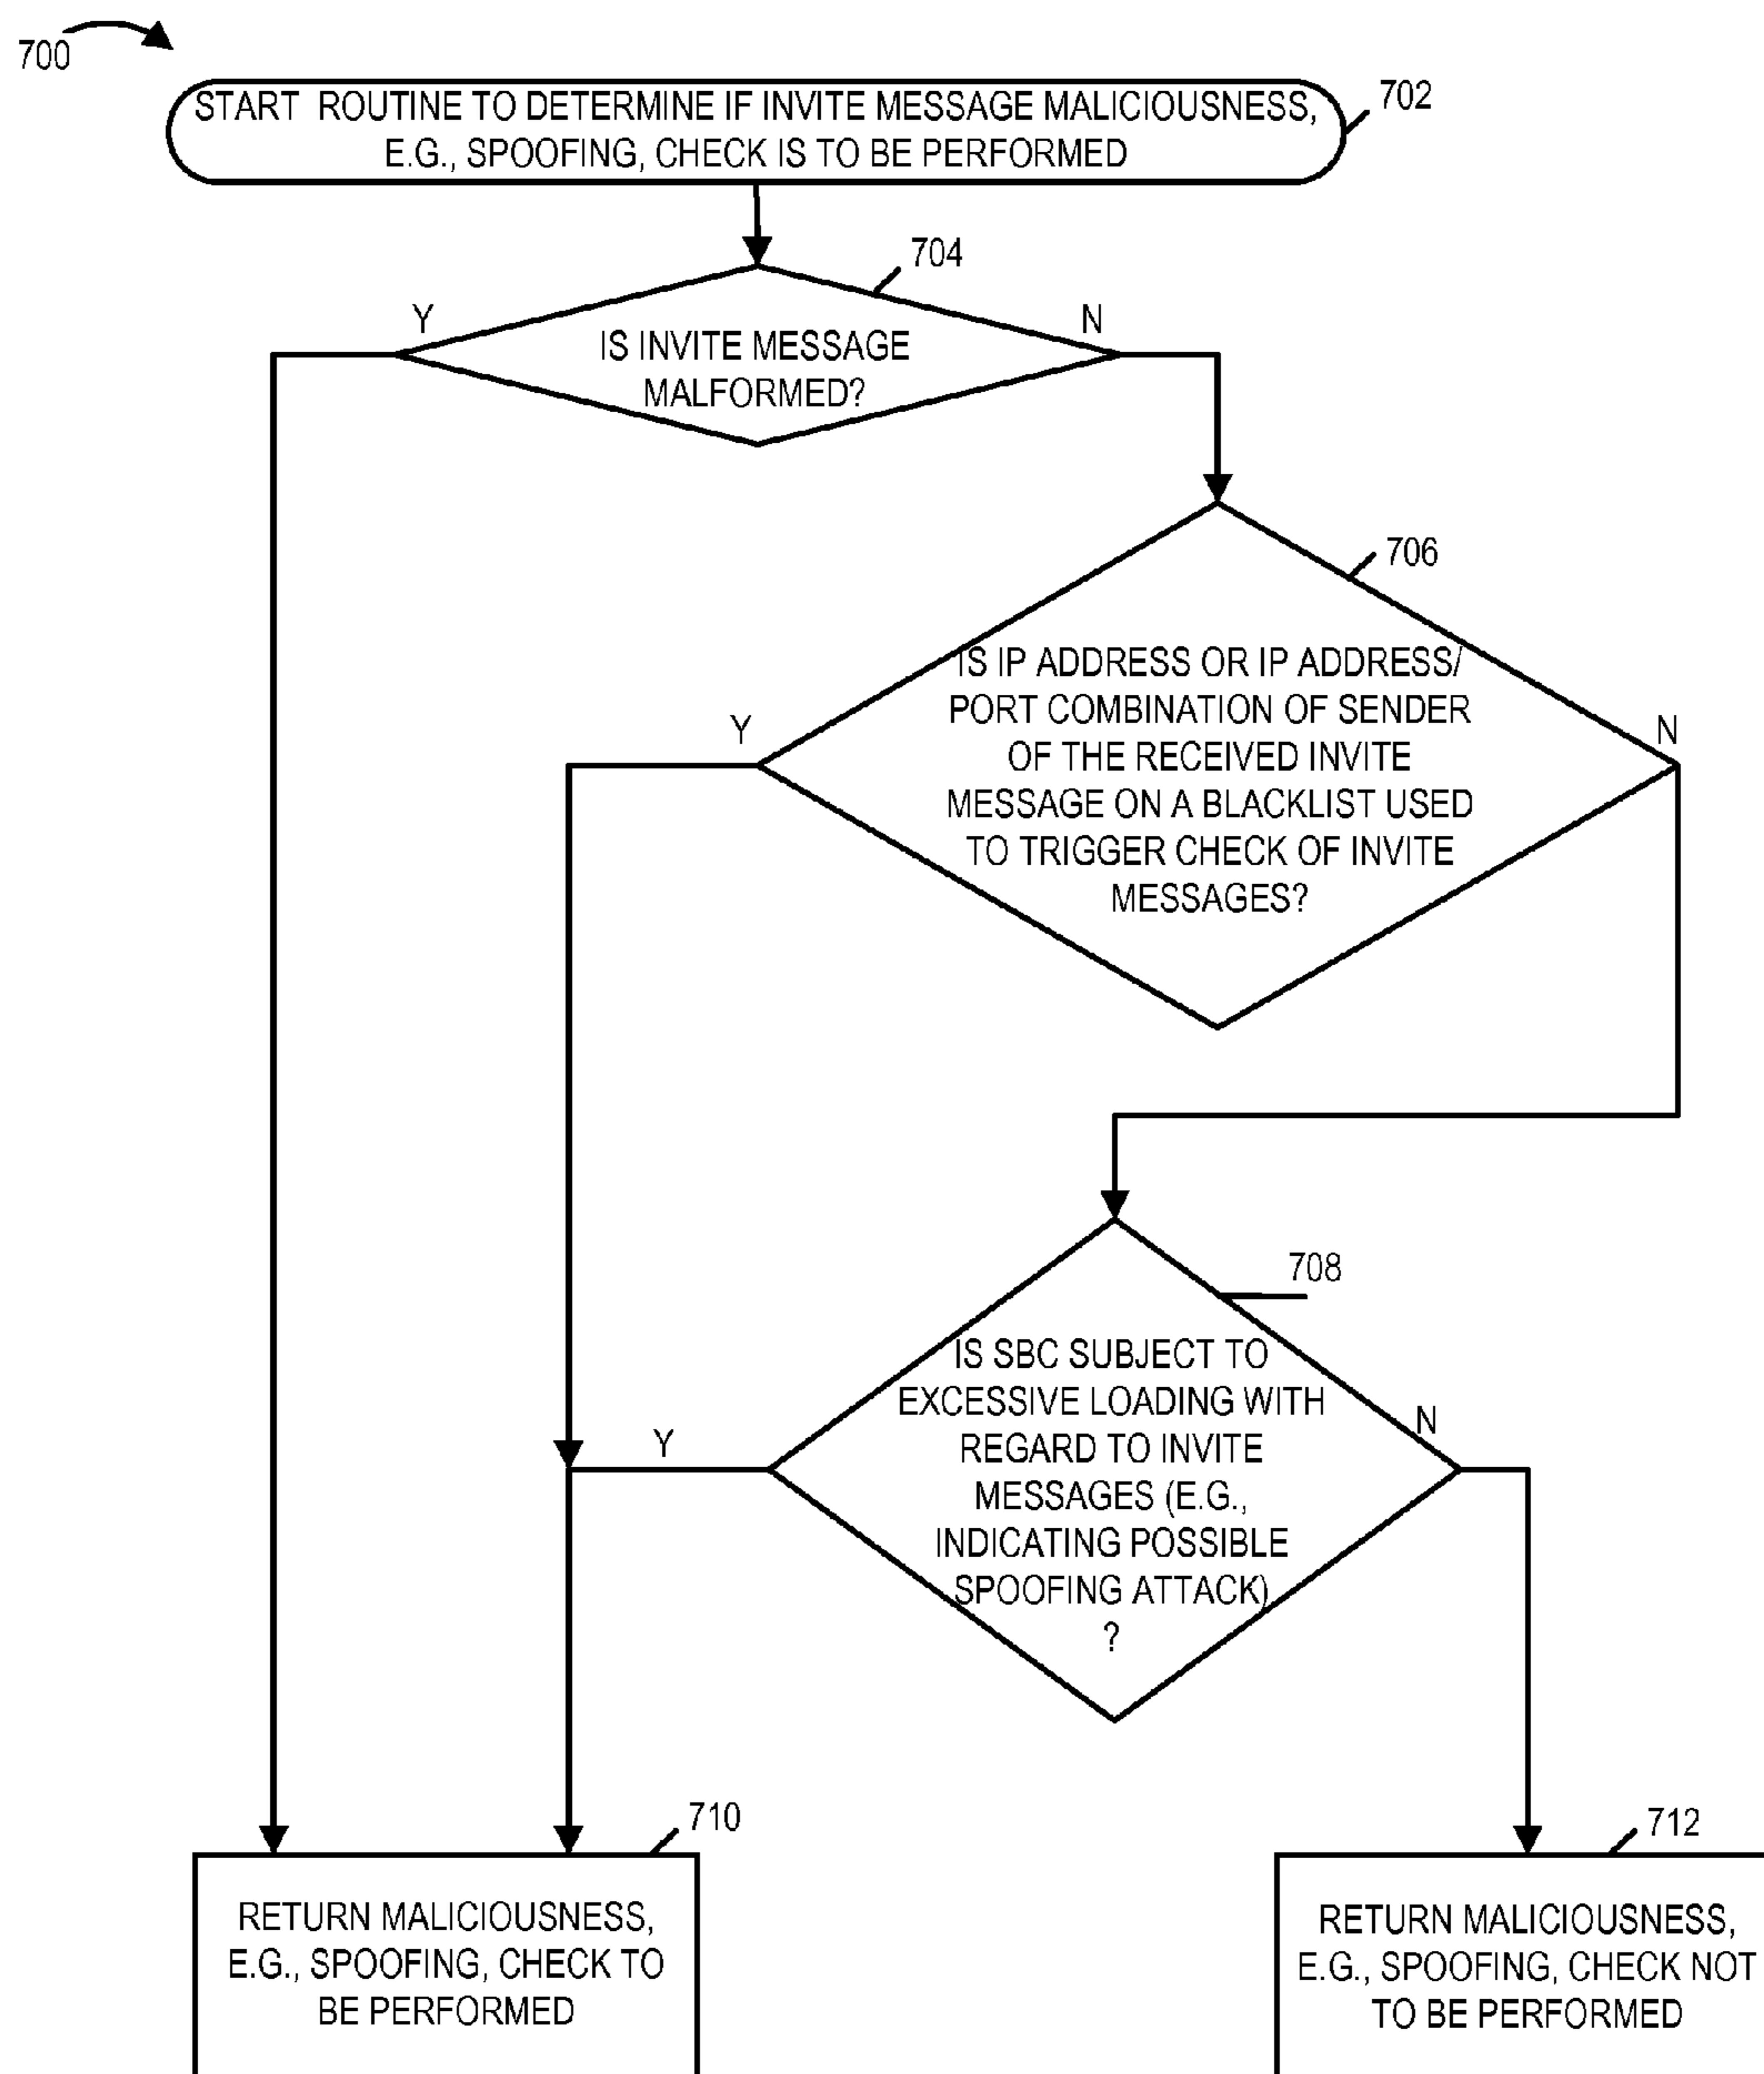 700
702
START ROUTINE TO DETERMINE IF INVITE MESSAGE MALICIOUSNESS,
E.G., SPOOFING, CHECK IS TO BE PERFORMED
704
Y
N
IS INVITE MESSAGE
MALFORMED?
706
IS IP ADDRESS OR IP ADDRESS/
PORT COMBINATION OF SENDER
OF THE RECEIVED INVITE
MESSAGE ON A BLACKLIST USED
TO TRIGGER CHECK OF INVITE
MESSAGES?
Y
N
708
IS SBC SUBJECT TO
EXCESSIVE LOADING WITH
REGARD TO INVITE
MESSAGES (E.G.,
INDICATING POSSIBLE
SPOOFING ATTACK)
?
Y
N
710
RETURN MALICIOUSNESS,
E.G., SPOOFING, CHECK TO
BE PERFORMED
712
RETURN MALICIOUSNESS,
E.G., SPOOFING, CHECK NOT
TO BE PERFORMED